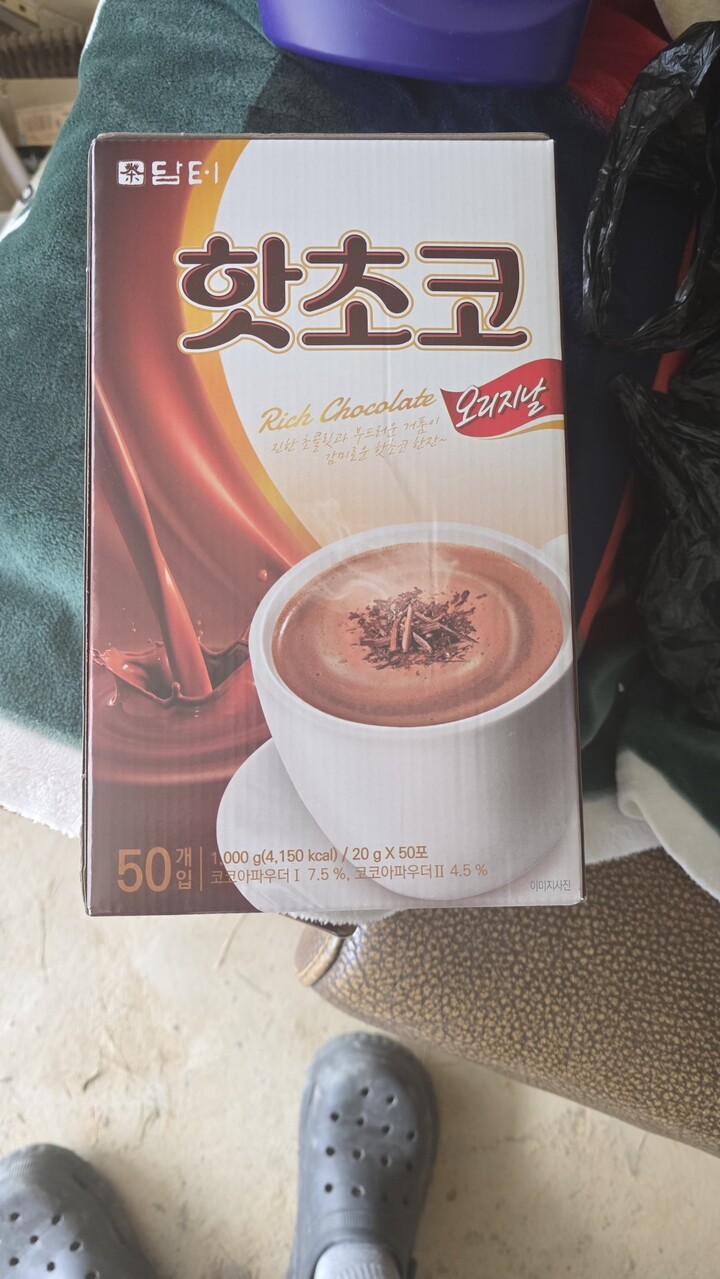 茶 담터
핫초코
Rich Chocolate
오리지날
진한 초콜릿과 부드러운 거품이
감미로운 핫초코 한잔~
50개입
1,000 g(4,150 kcal) / 20 g X 50포
코코아파우더Ⅰ 7.5 %, 코코아파우더Ⅱ 4.5 %
이미지사진